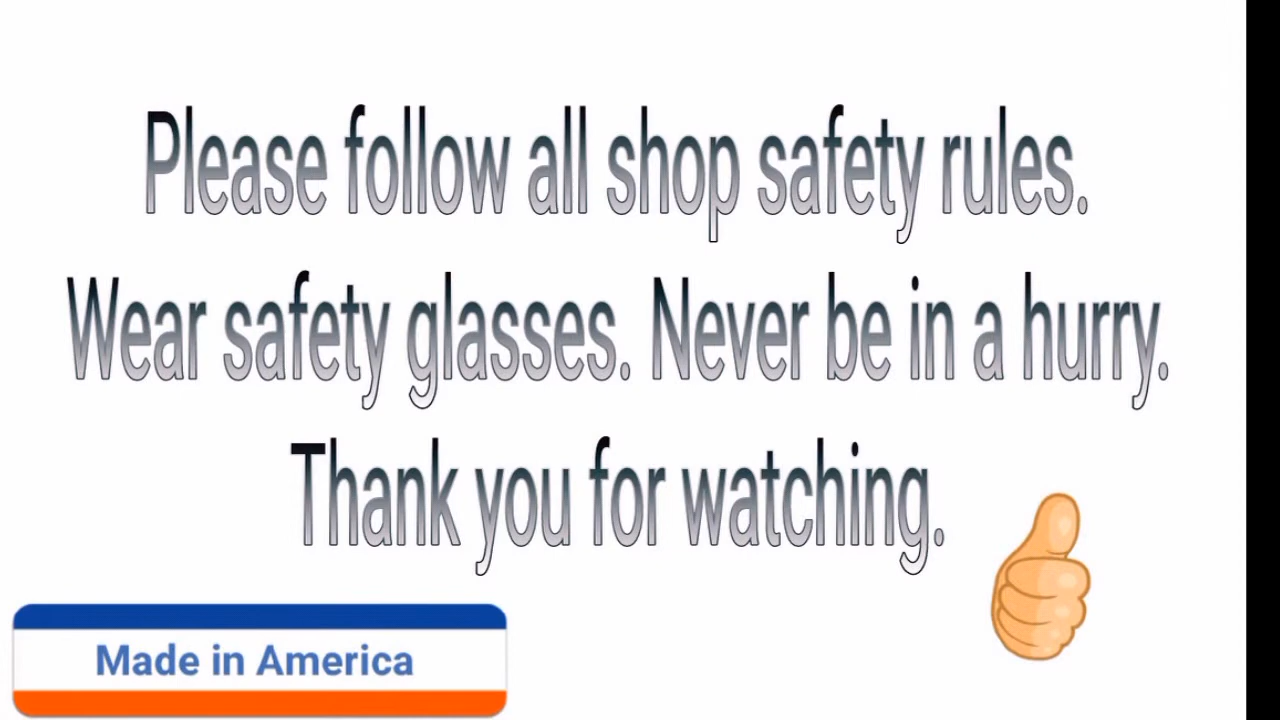 Please follow all shop safety rules.
Wear safety glasses. Never be in a hurry.
Thank you for watching.
Made in America